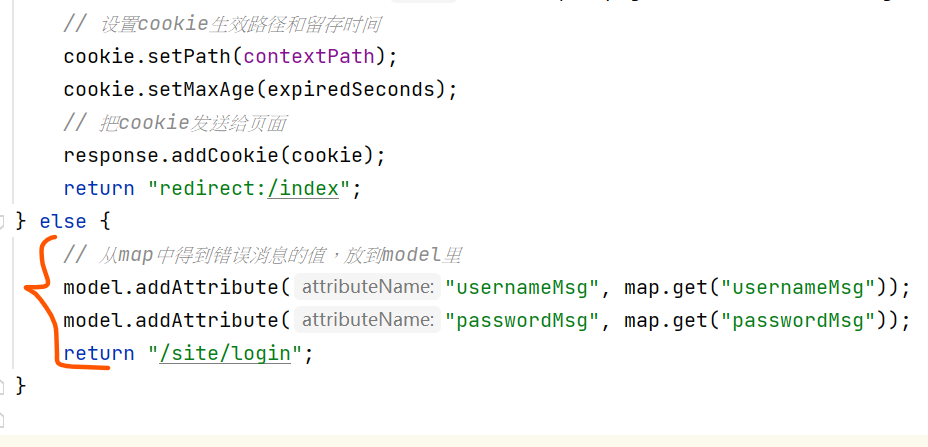 // 设置cookie生效路径和留存时间
cookie.setPath(contextPath);
cookie.setMaxAge(expiredSeconds);
// 把cookie发送给页面
response.addCookie(cookie);
return "redirect:/index";
} else {
// 从map中得到错误消息的值，放到model里
model.addAttribute( attributeName: "usernameMsg", map.get("usernameMsg"));
model.addAttribute( attributeName: "passwordMsg", map.get("passwordMsg"));
return "/site/login";
}